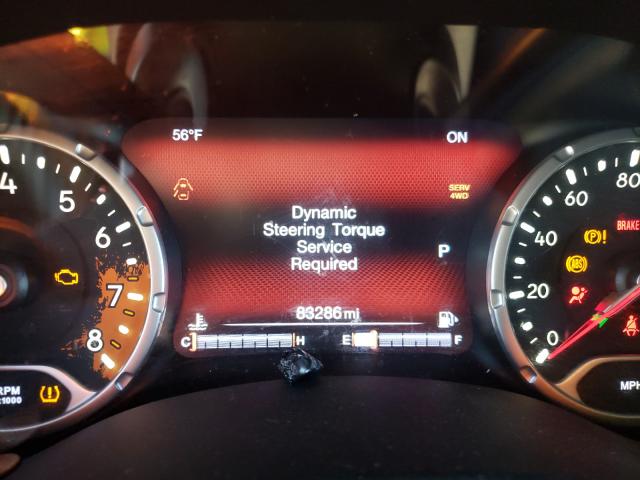 56°F
ON
SERV
4WD
Dynamic
Steering Torque
Service
Required
P
83286 mi
C
H
E
F
4
5
6
7
8
RPM
0
20
40
60
80
BRAKE
(P)!
ABS
MPH